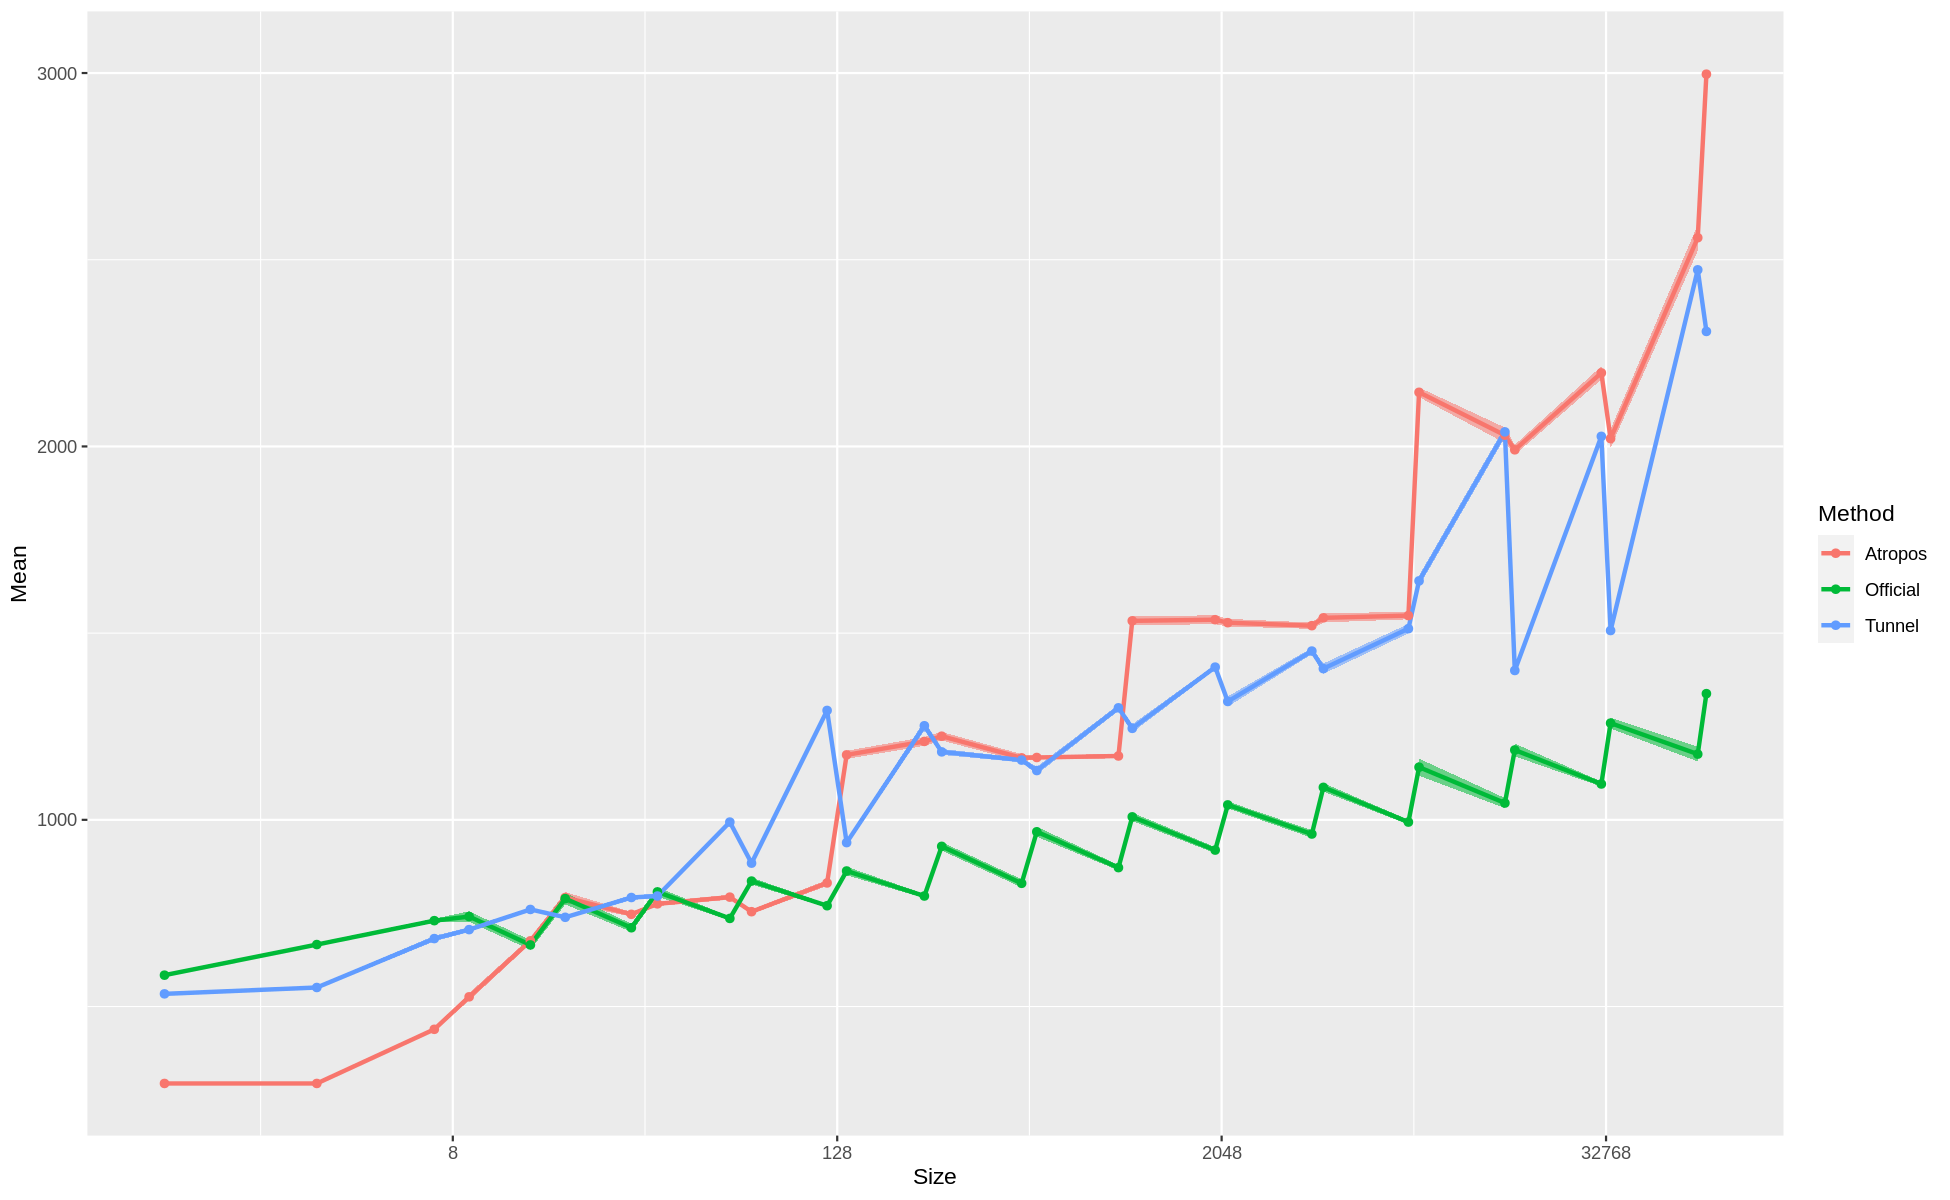 3000
2000
1000
Mean
8
128
2048
32768
Size
Method
Atropos
Official
Tunnel